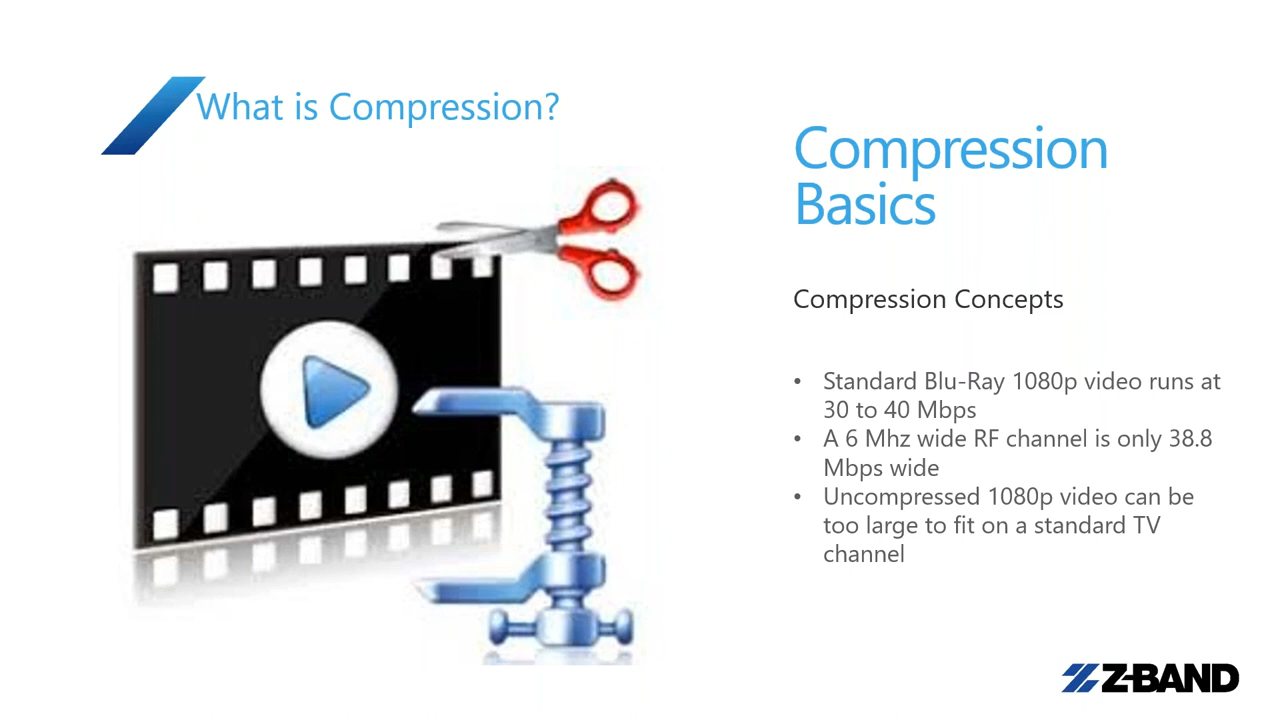 What is Compression?
Compression
Basics
Compression Concepts
• Standard Blu-Ray 1080p video runs at
30 to 40 Mbps
• A 6 Mhz wide RF channel is only 38.8
Mbps wide
• Uncompressed 1080p video can be
too large to fit on a standard TV
channel
Z-BAND